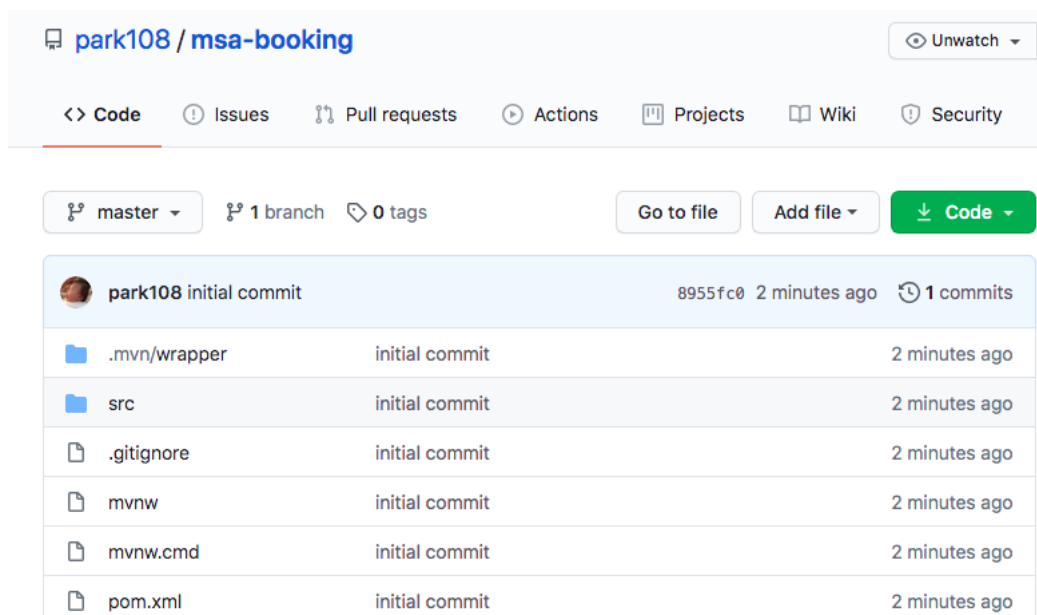 park108 / msa-booking
Unwatch
Code Issues Pull requests Actions Projects Wiki Security
master 1 branch 0 tags Go to file Add file Code
park108 initial commit 8955fc0 2 minutes ago 1 commits
.mvn/wrapper initial commit 2 minutes ago
src initial commit 2 minutes ago
.gitignore initial commit 2 minutes ago
mvnw initial commit 2 minutes ago
mvnw.cmd initial commit 2 minutes ago
pom.xml initial commit 2 minutes ago